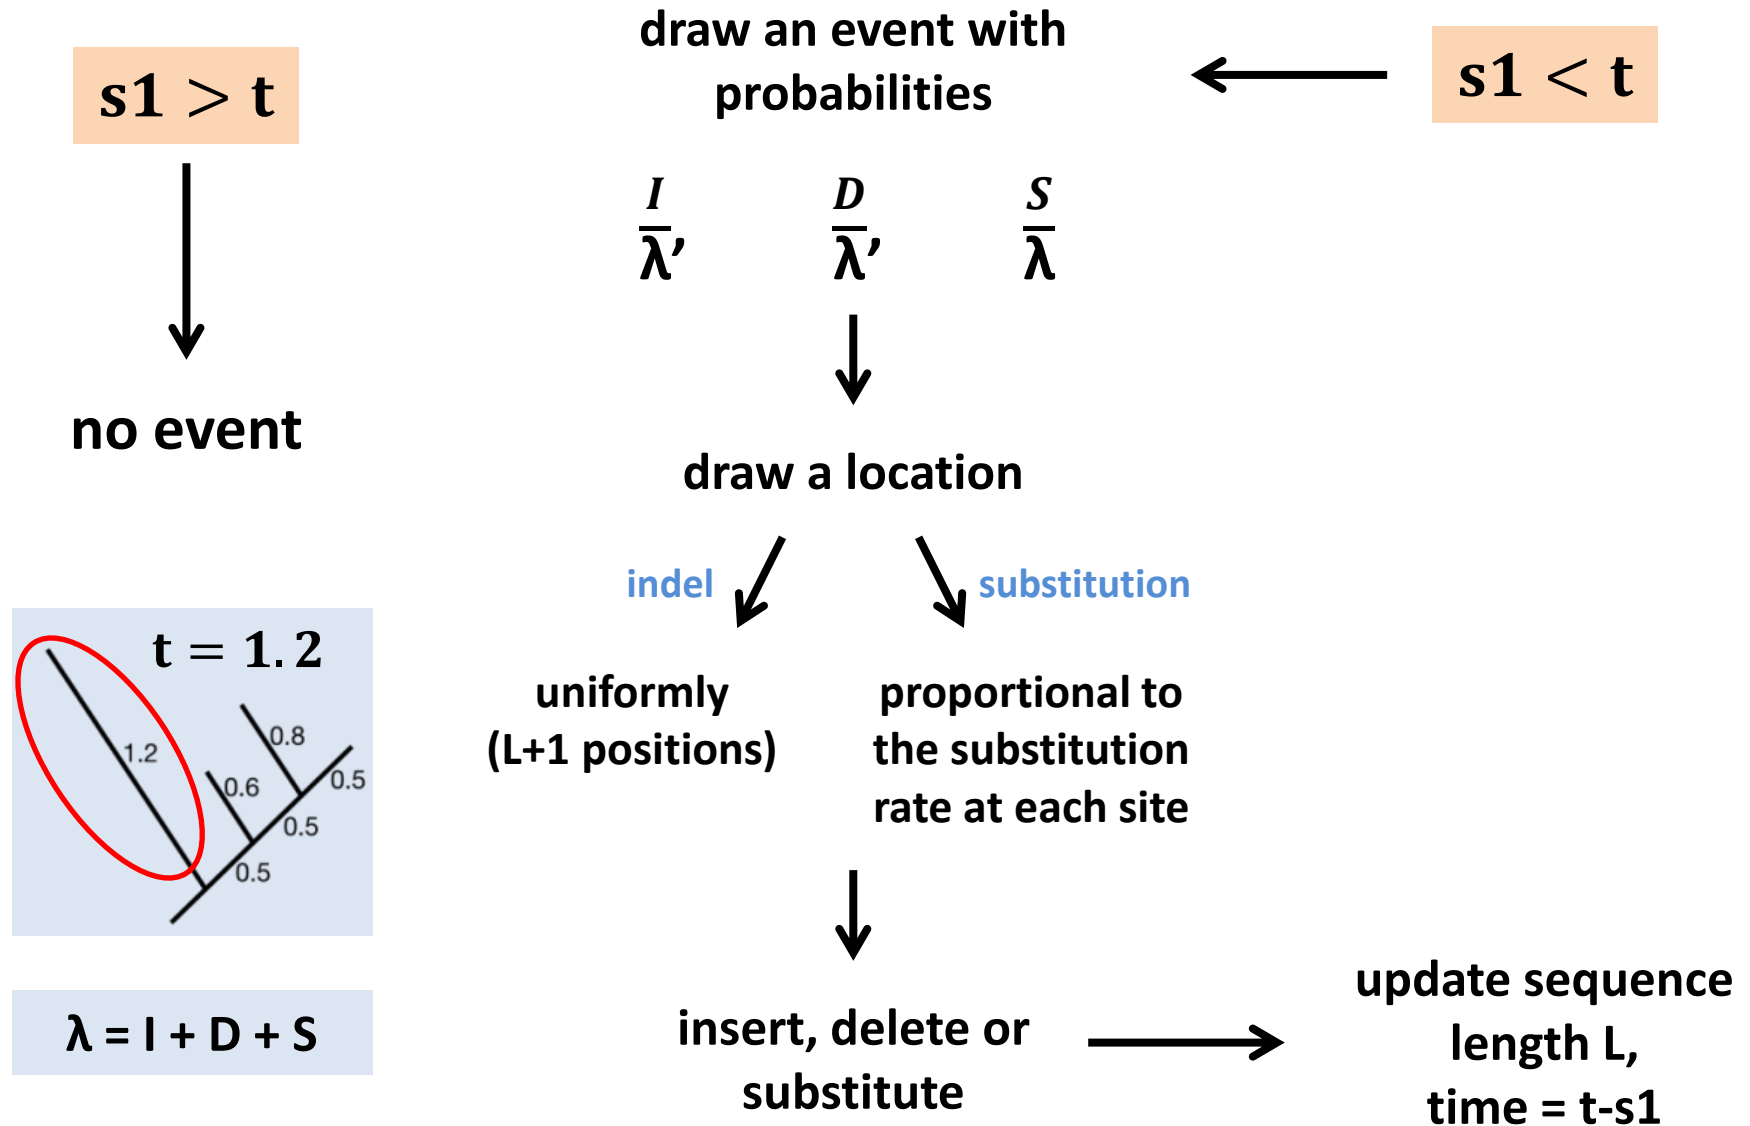 s1 > t
no event
draw an event with
probabilities
I/λ, D/λ, S/λ
s1 < t
draw a location
indel
substitution
uniformly
(L+1 positions)
proportional to
the substitution
rate at each site
insert, delete or
substitute
update sequence
length L,
time = t-s1
t = 1.2
1.2
0.8
0.6
0.5
0.5
0.5
λ = I + D + S